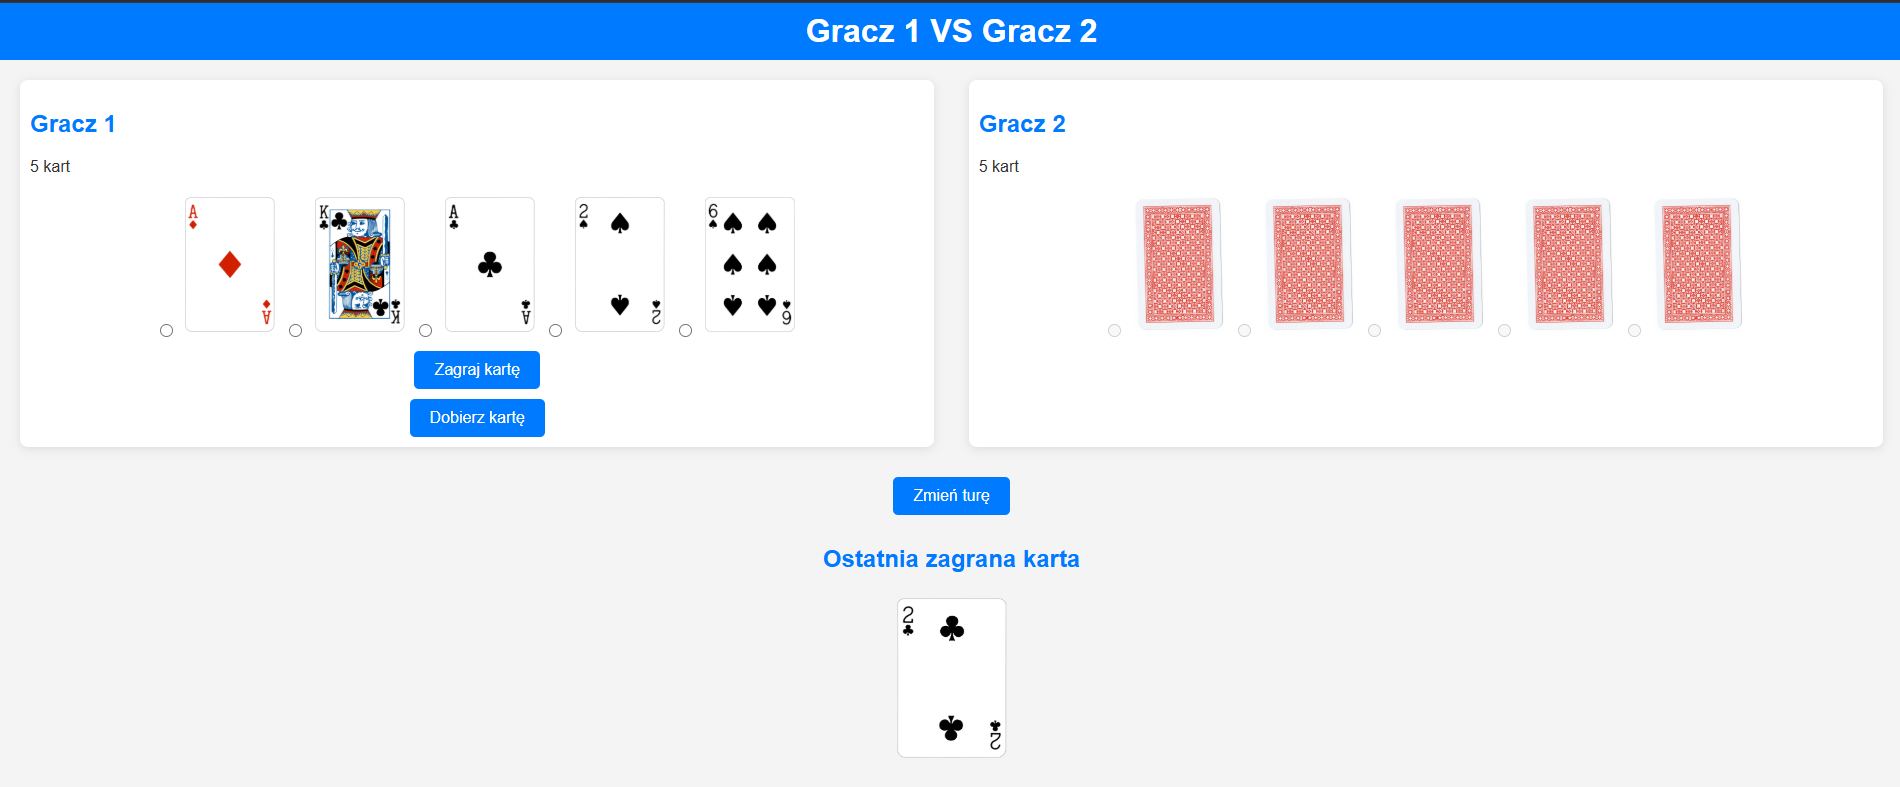 Gracz 1 VS Gracz 2
Gracz 1
5 kart
A
A
K
K
A
A
2
2
6
6
Zagraj kartę
Dobierz kartę
Gracz 2
5 kart
Zmień turę
Ostatnia zagrana karta
2
2